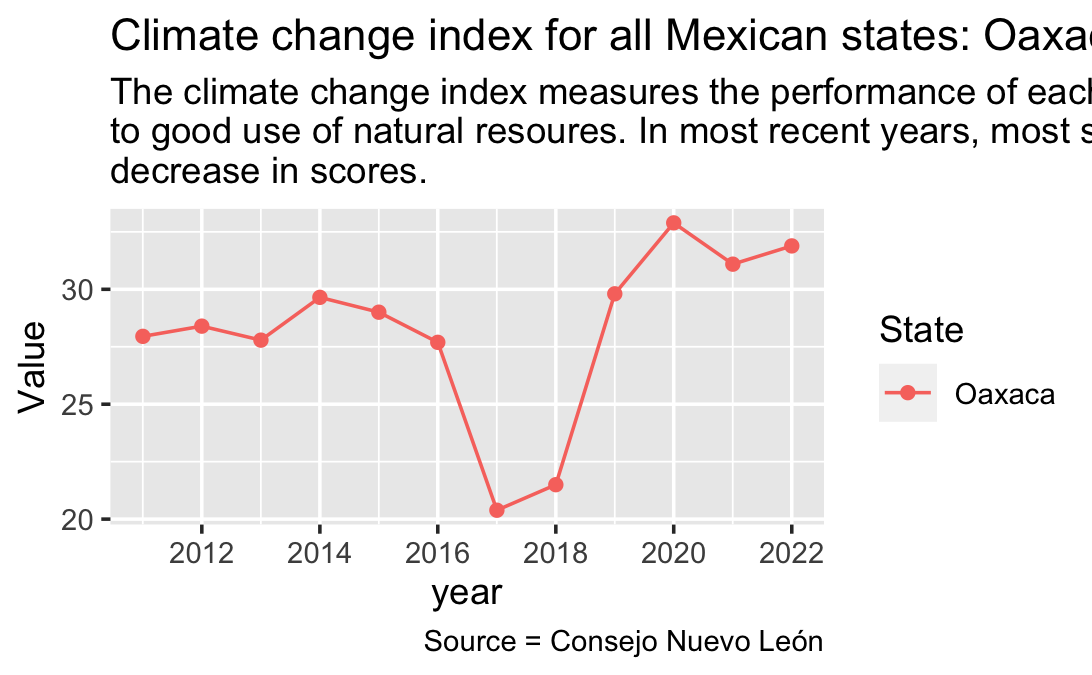 Climate change index for all Mexican states: Oaxac
The climate change index measures the performance of each
to good use of natural resoures. In most recent years, most s
decrease in scores.
Value
30
25
20
2012 2014 2016 2018 2020 2022
year
State
Oaxaca
Source = Consejo Nuevo León